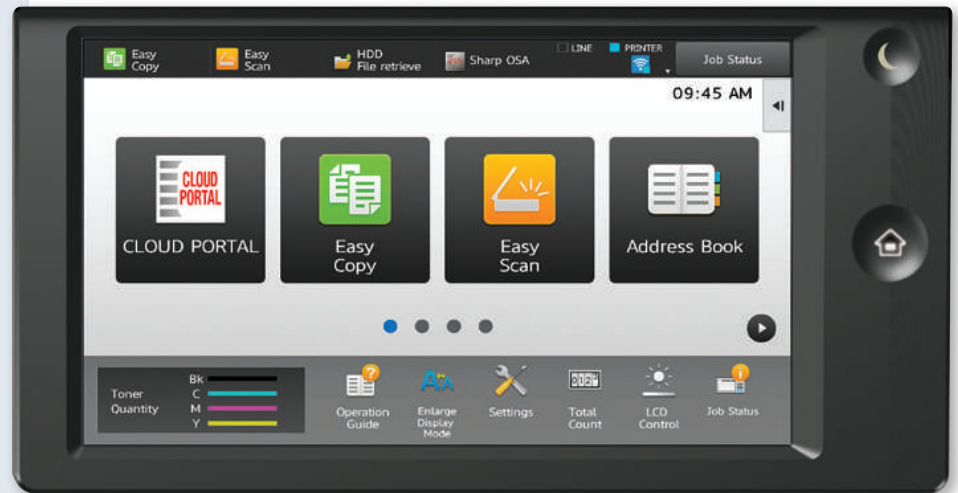 Easy
Copy
Easy
Scan
HDD
File retrieve
Sharp OSA
LINE
PRINTER
Job Status
09:45 AM
CLOUD
PORTAL
CLOUD PORTAL
Easy
Copy
Easy
Scan
Address Book
Toner
Quantity
Bk
C
M
Y
Operation
Guide
Enlarge
Display
Mode
Settings
Total
Count
LCD
Control
Job Status